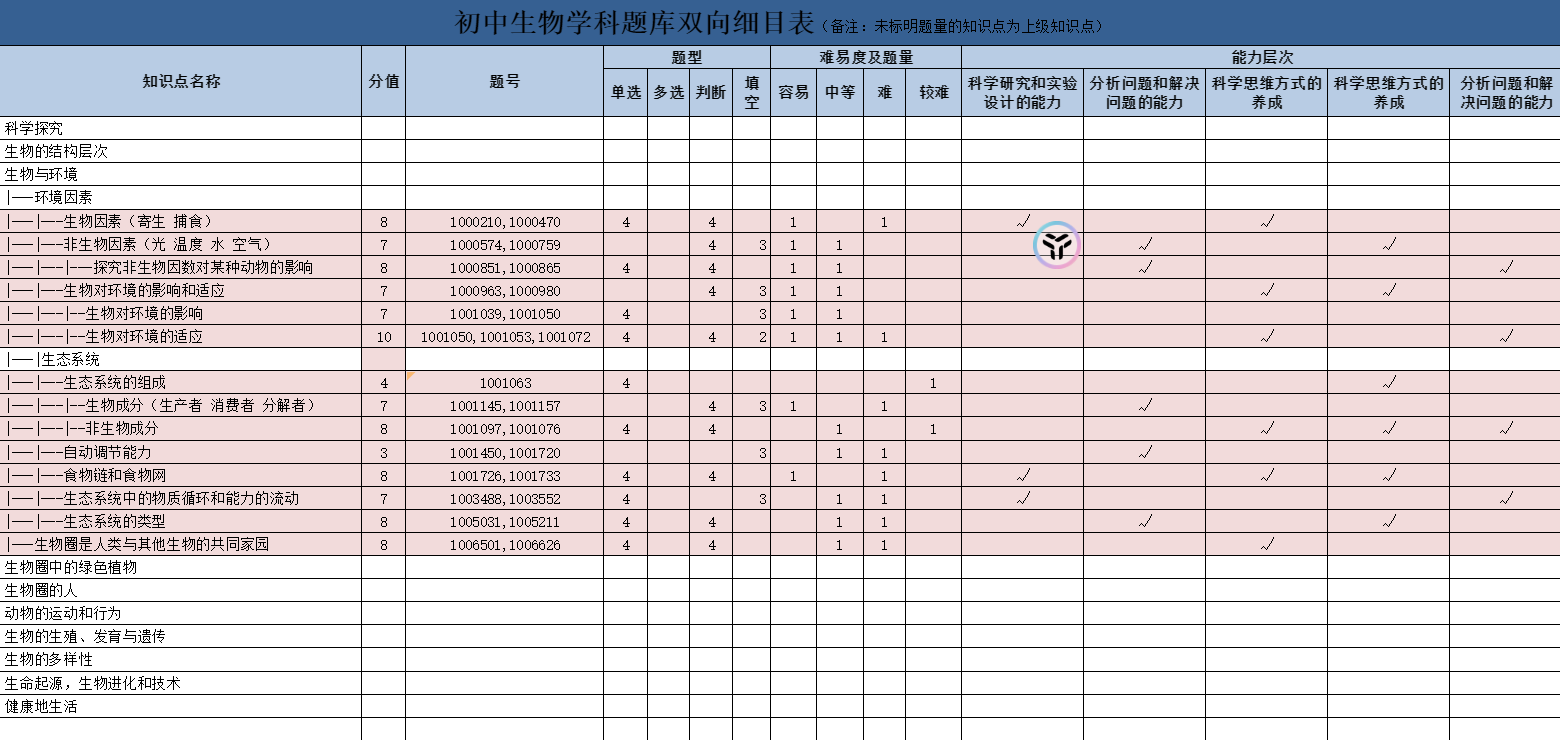 初中生物学科题库双向细目表（备注：未标明题量的知识点为上级知识点）
知识点名称 分值 题号 题型 难易度及题量 能力层次
单选 多选 判断 填空 容易 中等 难 较难 科学研究和实验设计的能力 分析问题和解决问题的能力 科学思维方式的养成 科学思维方式的养成 分析问题和解决问题的能力
科学探究
生物的结构层次
生物与环境
|——环境因素
|——|——生物因素（寄生 捕食） 8 1000210,1000470 4 4 1 1 √ √
|——|——非生物因素（光 温度 水 空气） 7 1000574,1000759 4 3 1 1 √ √
|——|——|——探究非生物因数对某种动物的影响 8 1000851,1000865 4 4 1 1 √ √
|——|——生物对环境的影响和适应 7 1000963,1000980 4 3 1 1 √ √
|——|——|——生物对环境的影响 7 1001039,1001050 4 3 1 1
|——|——|——生物对环境的适应 10 1001050,1001053,1001072 4 4 2 1 1 1 √ √
|——|生态系统
|——|——生态系统的组成 4 1001063 4 1 √
|——|——|——生物成分（生产者 消费者 分解者） 7 1001145,1001157 4 3 1 1 √
|——|——|——非生物成分 8 1001097,1001076 4 4 1 1 √ √ √
|——|——自动调节能力 3 1001450,1001720 3 1 1 √
|——|——食物链和食物网 8 1001726,1001733 4 4 1 1 √ √ √
|——|——生态系统中的物质循环和能力的流动 7 1003488,1003552 4 3 1 1 √ √
|——|——生态系统的类型 8 1005031,1005211 4 4 1 1 √ √
|——生物圈是人类与其他生物的共同家园 8 1006501,1006626 4 4 1 1 √
生物圈中的绿色植物
生物圈的人
动物的运动和行为
生物的生殖、发育与遗传
生物的多样性
生命起源，生物进化和技术
健康地生活